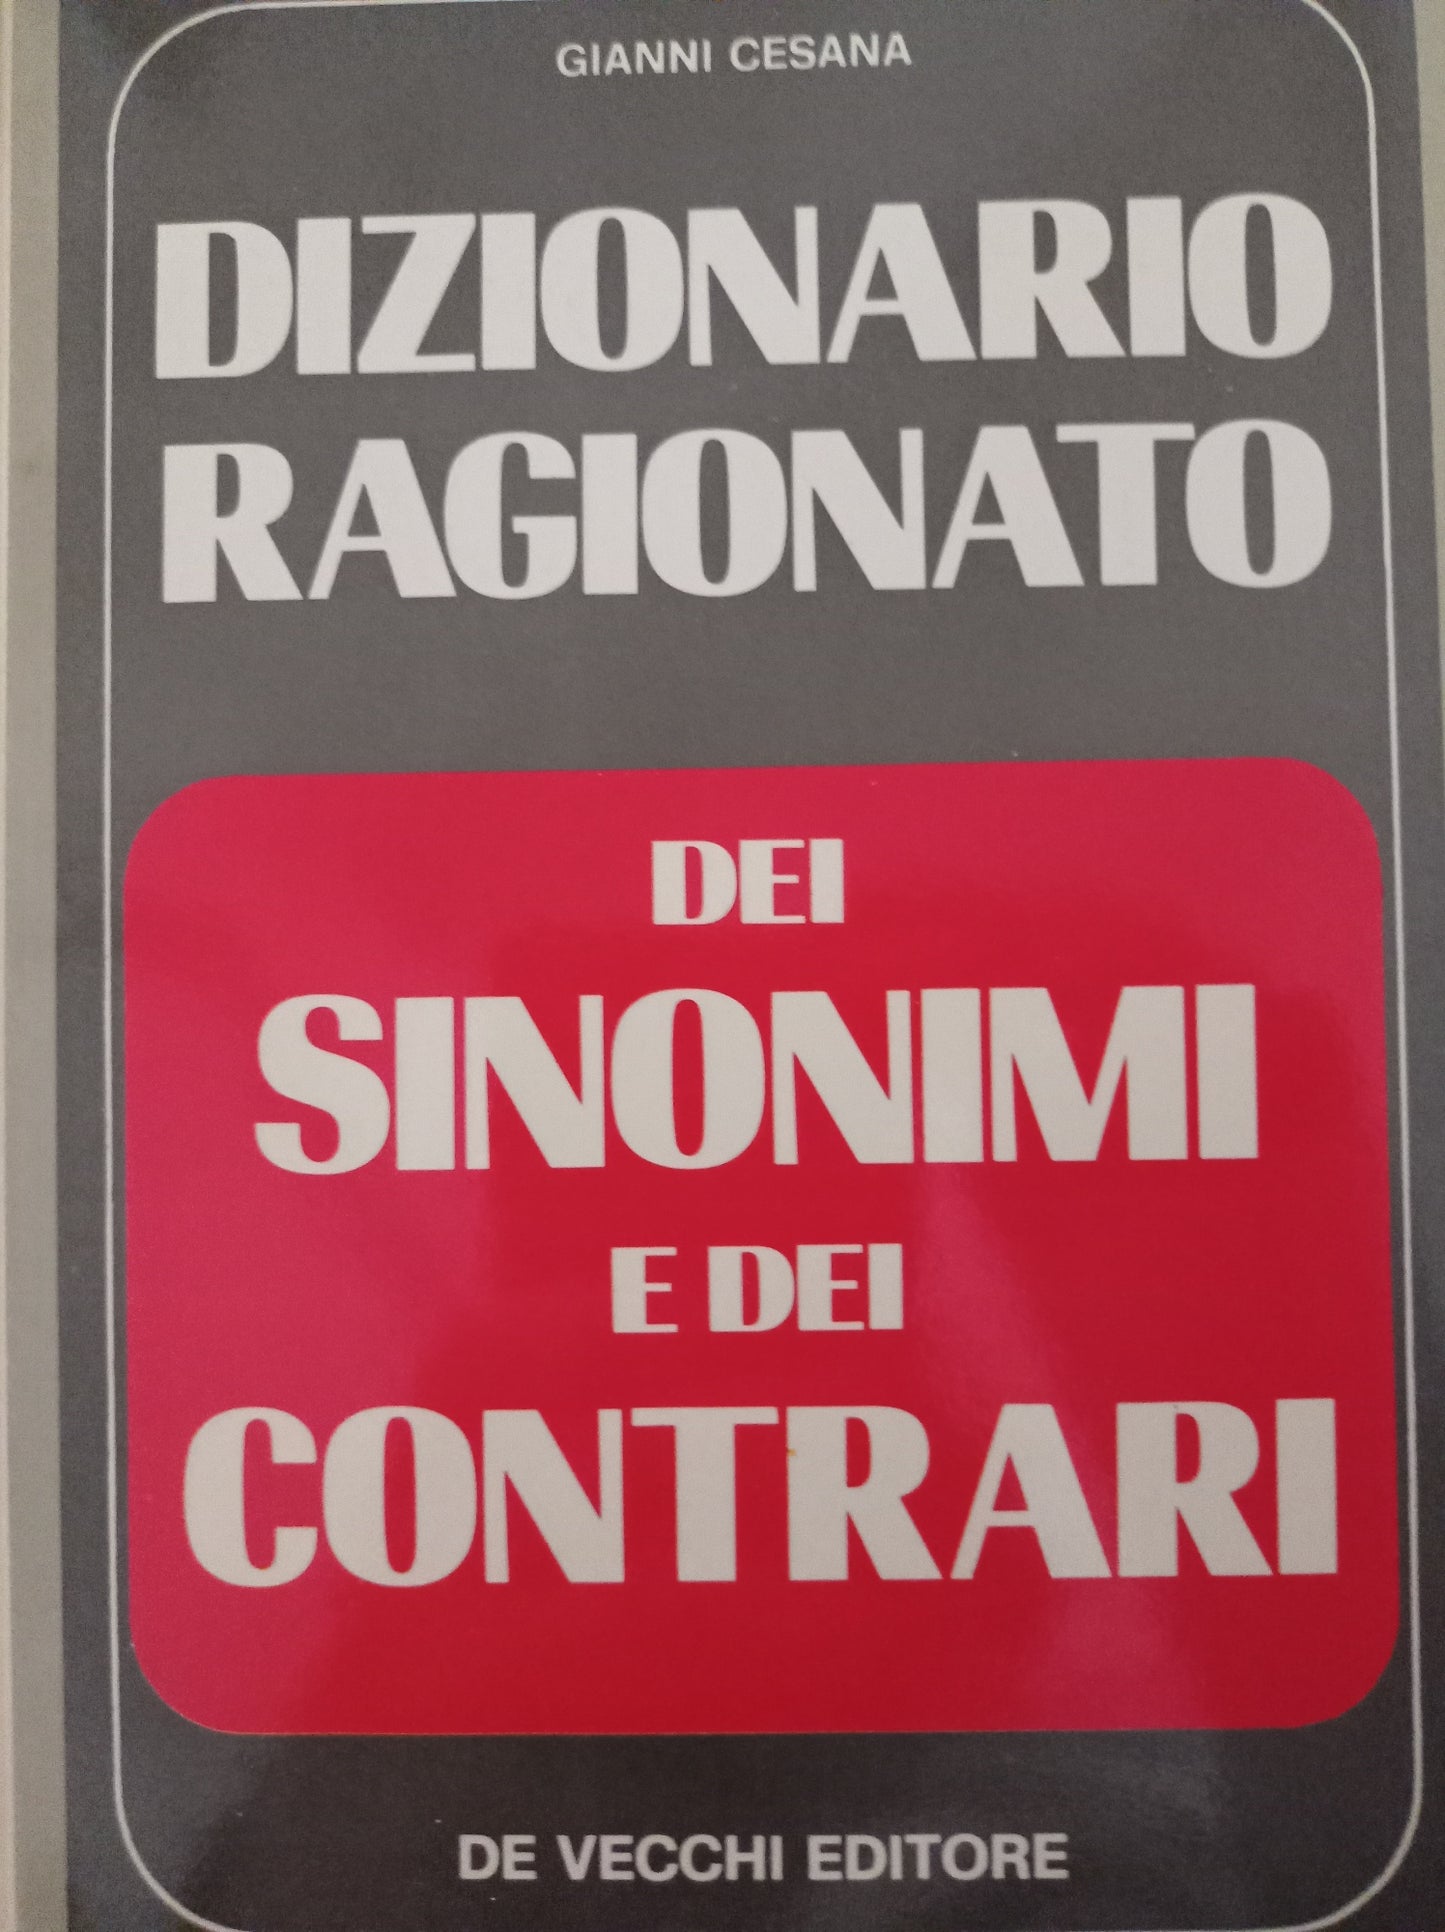 GIANNI CESANA
DIZIONARIO
RAGIONATO
DEI
SINONIMI
E DEI
CONTRARI
DE VECCHI EDITORE